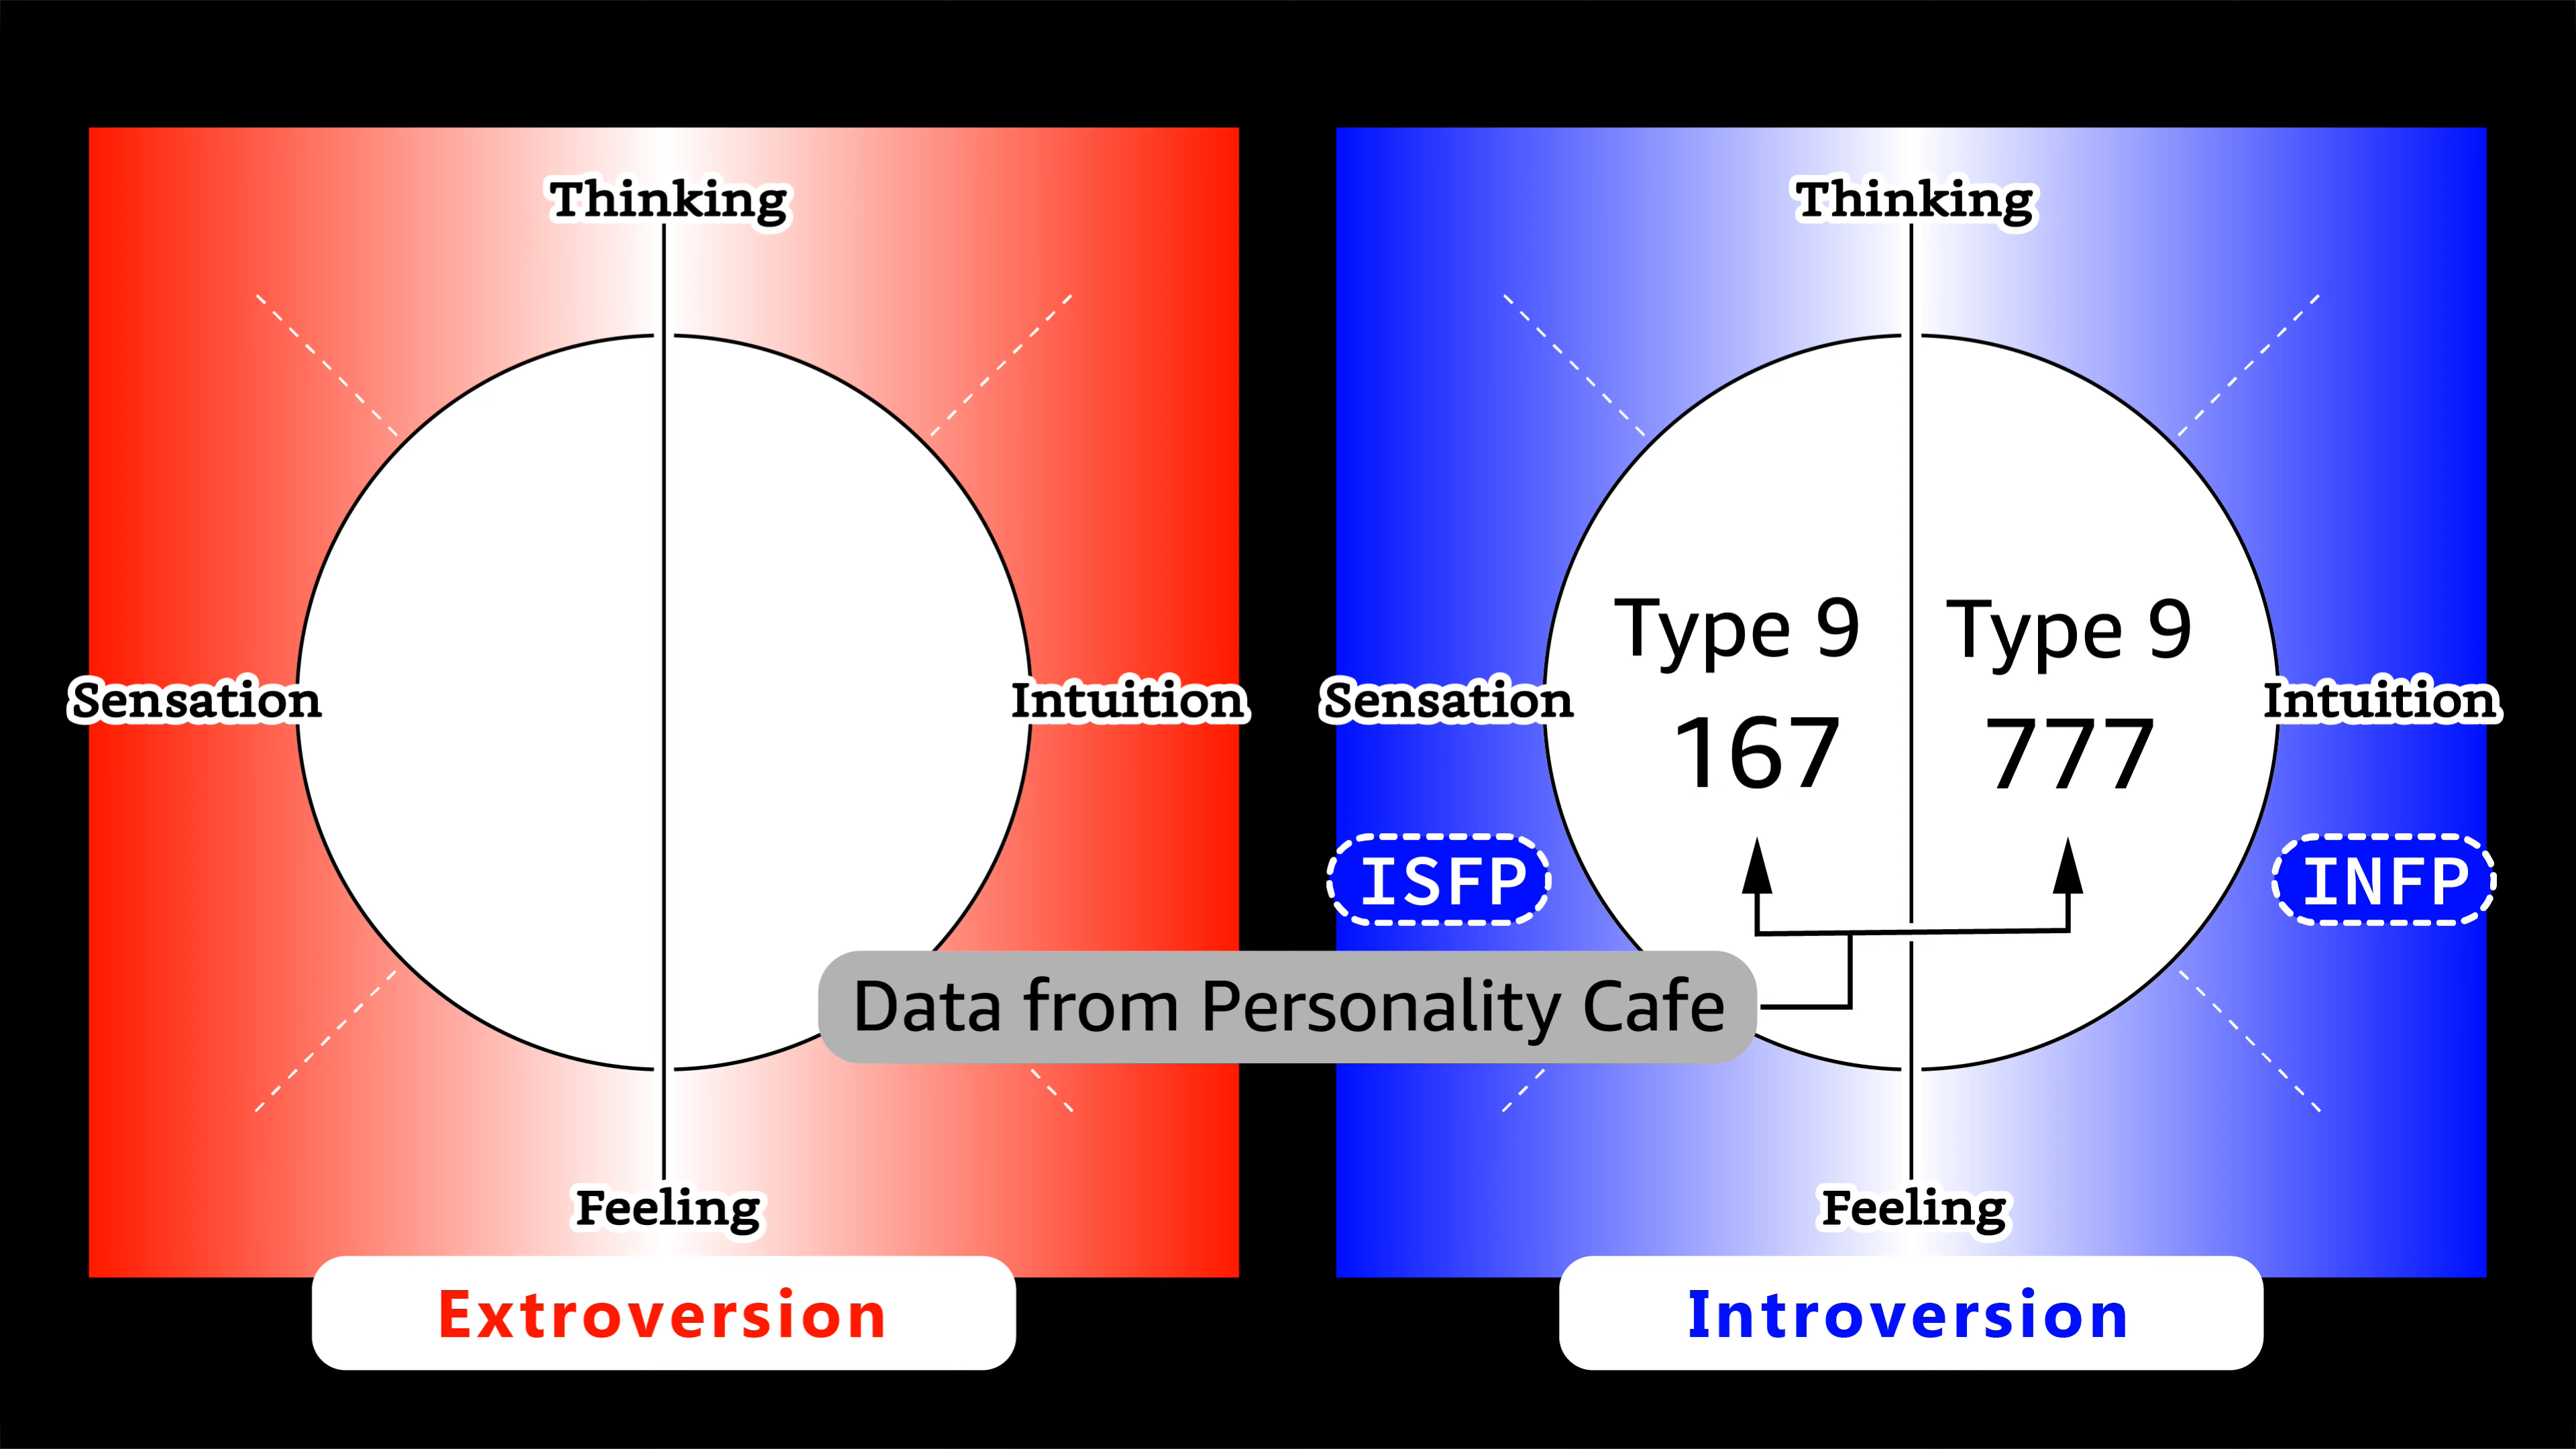 Thinking
Sensation
Intuition
Feeling
Extroversion
Thinking
Sensation
Intuition
Type 9
167
Type 9
777
ISFP
INFP
Data from Personality Cafe
Feeling
Introversion